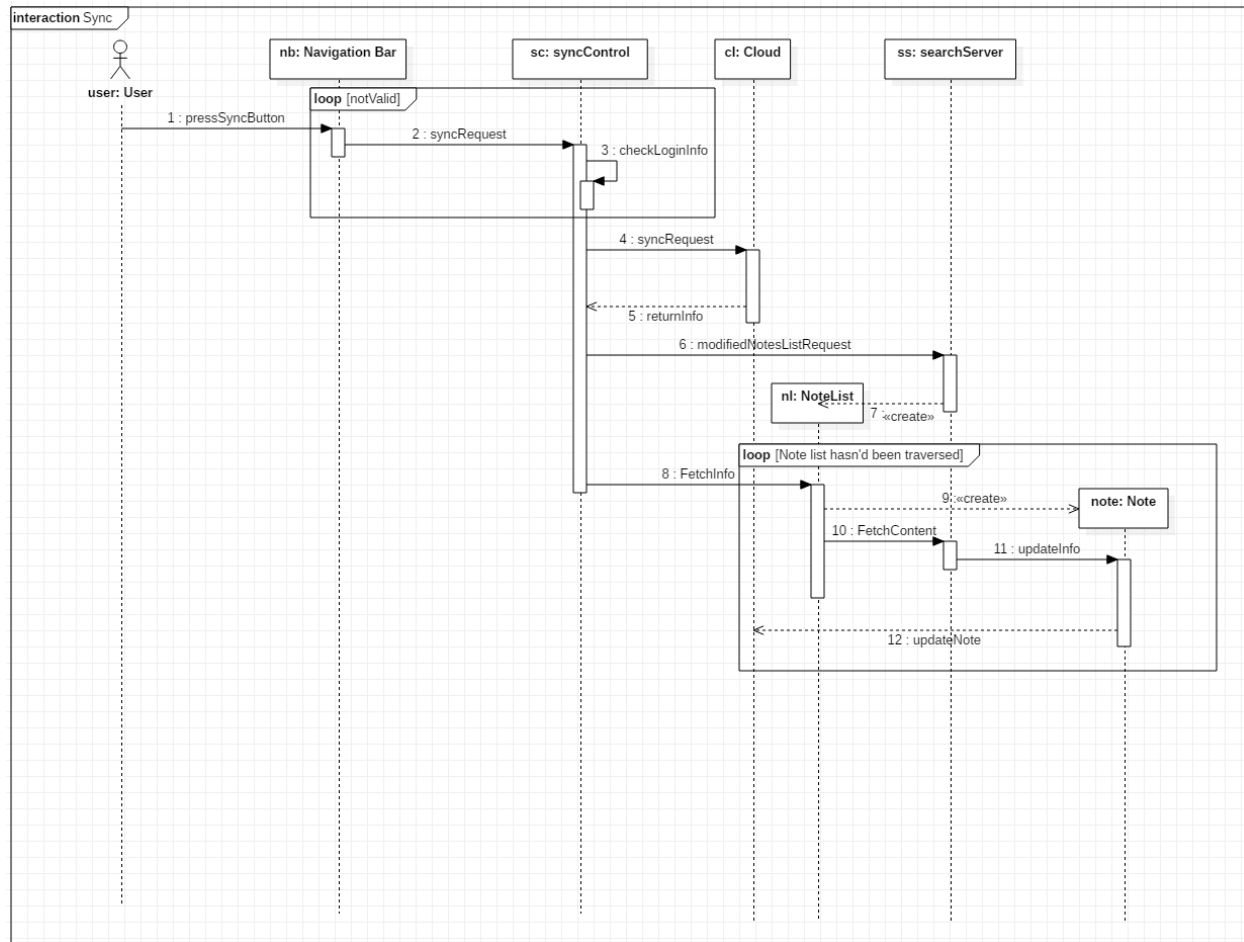 interaction Sync
nb: Navigation Bar
sc: syncControl
cl: Cloud
ss: searchServer
user: User
loop [notValid]
1 : pressSyncButton
2 : syncRequest
3 : checkLoginInfo
4 : syncRequest
5 : returnInfo
6 : modifiedNotesListRequest
nl: NoteList
7 : «create»
loop [Note list hasn'd been traversed]
8 : FetchInfo
9 : «create»
note: Note
10 : FetchContent
11 : updateInfo
12 : updateNote